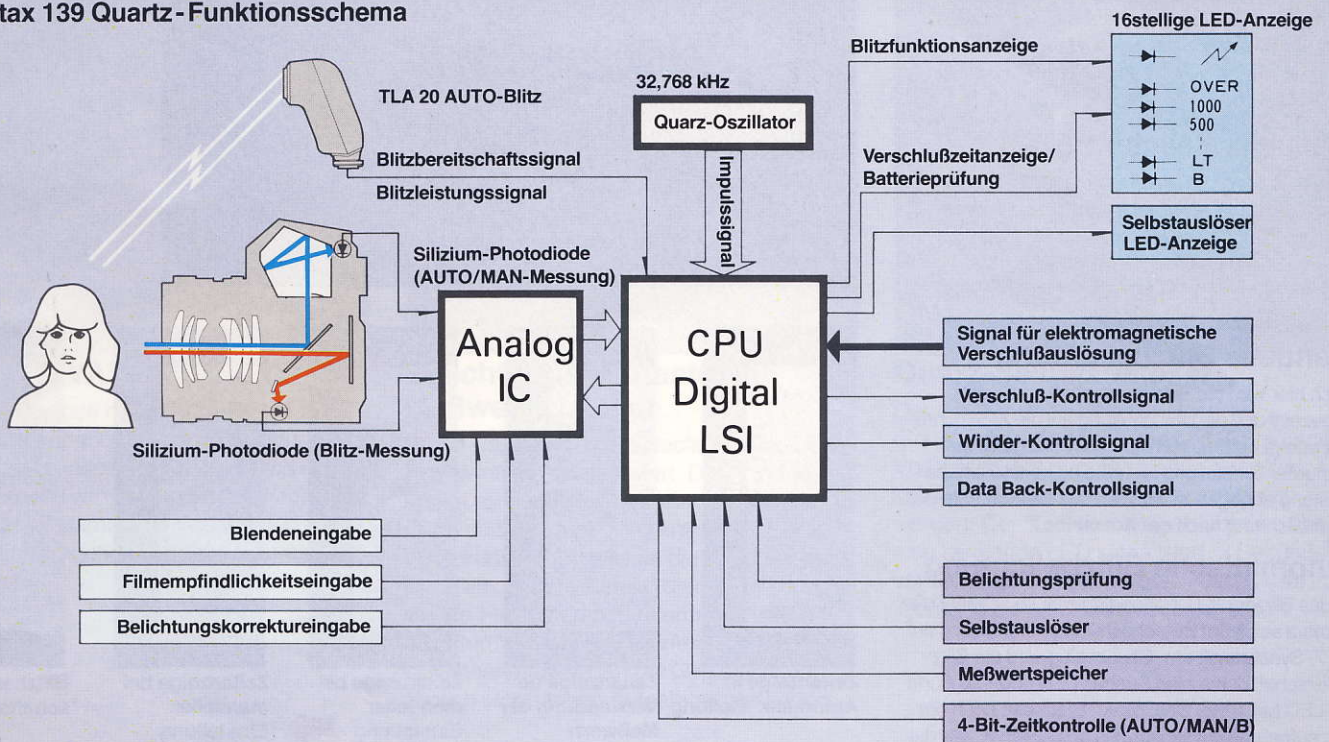 tax 139 Quartz-Funktionsschema
16stellige LED-Anzeige
Blitzfunktionsanzeige
OVER
1000
500
LT
B
TLA 20 AUTO-Blitz
32,768 kHz
Quarz-Oszillator
Impulssignal
Blitzbereitschaftssignal
Blitzleistungssignal
Verschlußzeitanzeige/
Batterieprüfung
Selbstauslöser
LED-Anzeige
Silizium-Photodiode
(AUTO/MAN-Messung)
Analog
IC
CPU
Digital
LSI
Signal für elektromagnetische
Verschlußauslösung
Verschluß-Kontrollsignal
Winder-Kontrollsignal
Data Back-Kontrollsignal
Silizium-Photodiode (Blitz-Messung)
Blendeneingabe
Filmempfindlichkeitseingabe
Belichtungskorrektureingabe
Belichtungsprüfung
Selbstauslöser
Meßwertspeicher
4-Bit-Zeitkontrolle (AUTO/MAN/B)